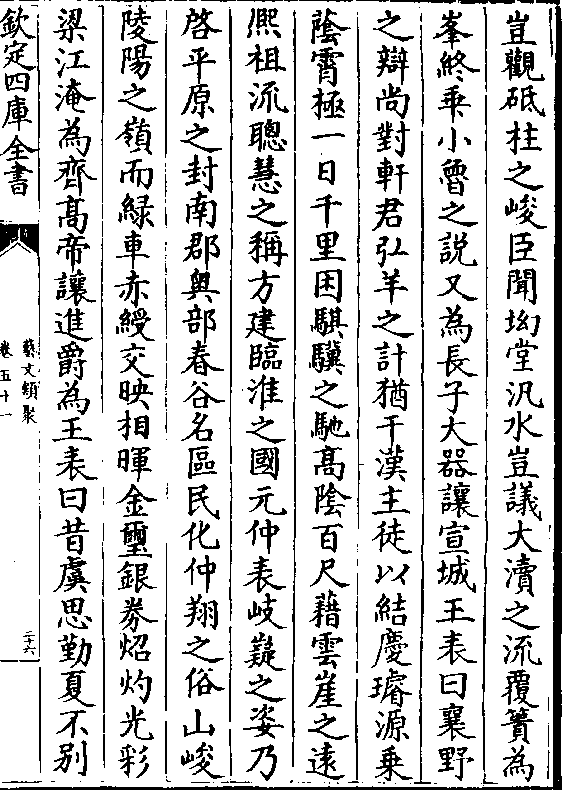 豈觀砥柱之峻臣聞坳堂汎水豈議大瀆之流覆簣為
峯終乖小魯之説又為長子大器讓宣城王表曰襄野
之辯尚對軒君弘羊之計猶干漢主徒以結慶璿源乗
蔭霄極一日千里困騏驥之馳髙陰百尺藉雲崖之遠
熈祖流聰慧之稱方建臨淮之國元仲表岐嶷之姿乃
啓平原之封南郡輿部春谷名區民化仲翔之俗山峻
陵陽之嶺而緑車赤綬交映相暉金璽銀券炤灼光彩
梁江淹為齊髙帝讓進爵為王表曰昔虞思勤夏不别
欽定四庫全書
藝文類聚
卷五十一
二十六